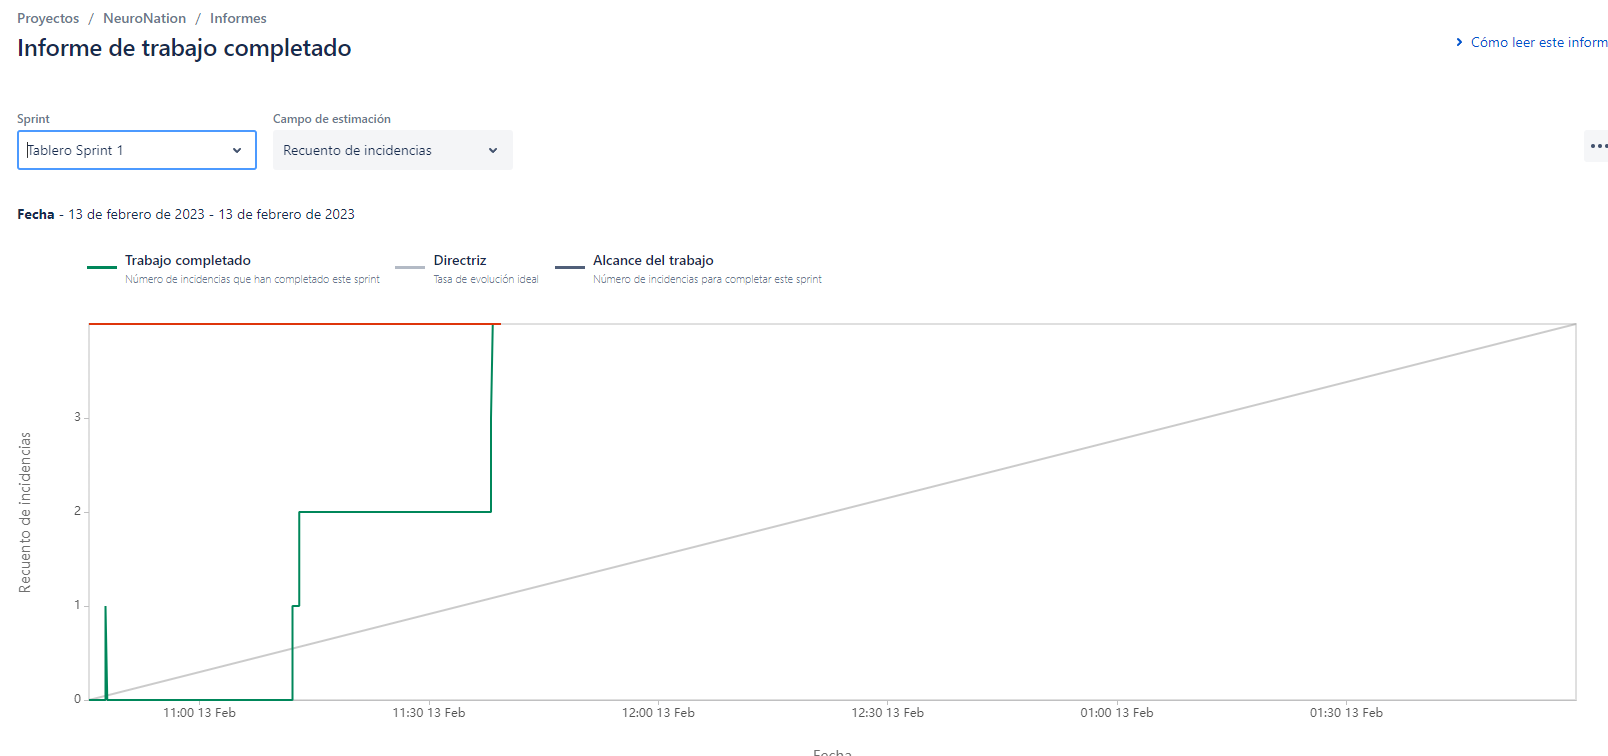 Proyectos / NeuroNation / Informes
Informe de trabajo completado
Cómo leer este inform
Sprint
Campo de estimación
Tablero Sprint 1
Recuento de incidencias
Fecha - 13 de febrero de 2023 - 13 de febrero de 2023
Trabajo completado
Número de incidencias que han completado este sprint
Directriz
Tasa de evolución ideal
Alcance del trabajo
Número de incidencias para completar este sprint
Recuento de incidencias
3
2
1
0
11:00 13 Feb
11:30 13 Feb
12:00 13 Feb
12:30 13 Feb
01:00 13 Feb
01:30 13 Feb
Fecha